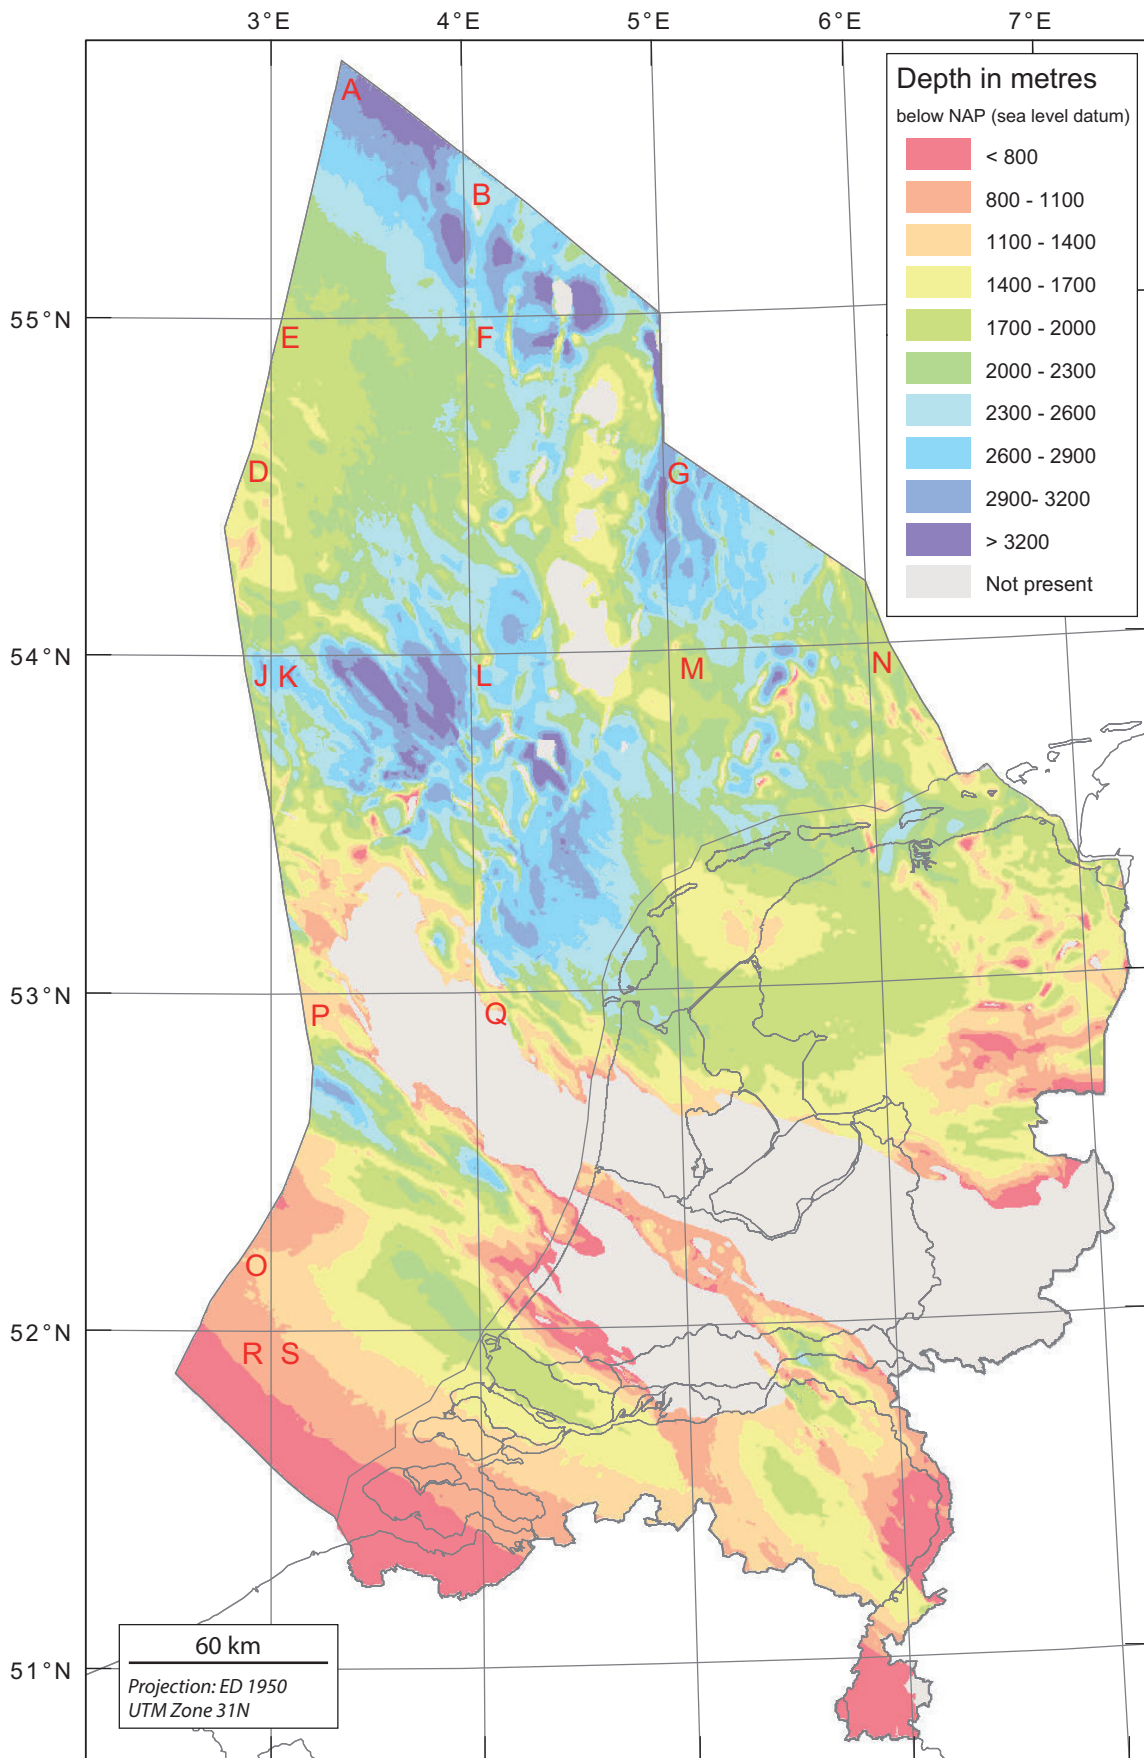 3°E 4°E 5°E 6°E 7°E
Depth in metres
below NAP (sea level datum)
< 800
800 - 1100
1100 - 1400
1400 - 1700
1700 - 2000
2000 - 2300
2300 - 2600
2600 - 2900
2900- 3200
> 3200
Not present
A
B
55°N
E F
D G
54°N
J K L M N
53°N
P Q
O
52°N
R S
51°N
60 km
Projection: ED 1950
UTM Zone 31N